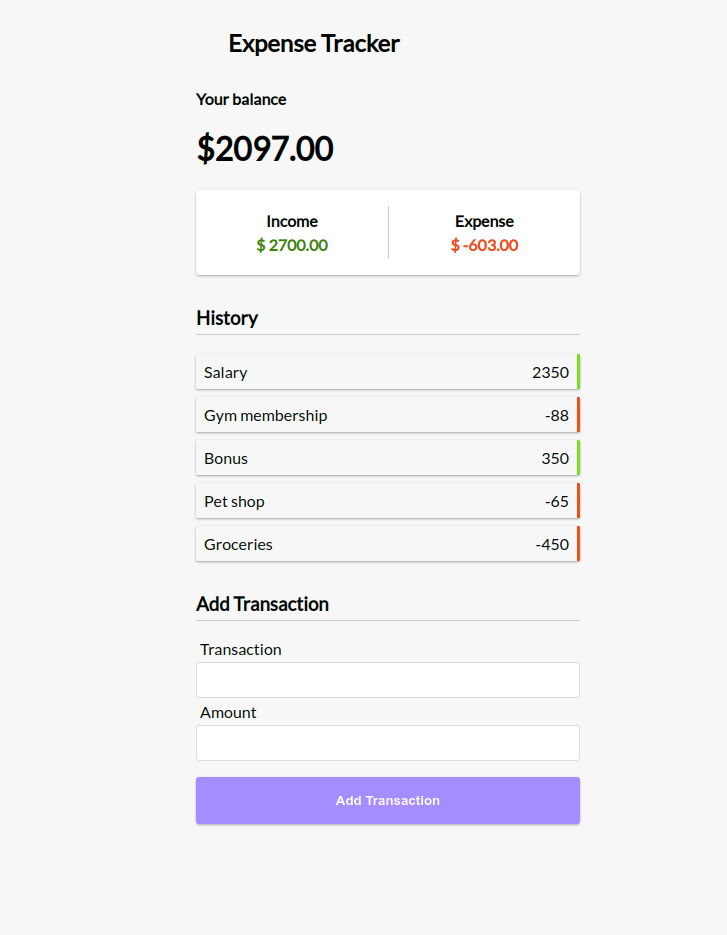 Expense Tracker
Your balance
$2097.00
Income Expense
$ 2700.00 $ -603.00
History
Salary 2350
Gym membership -88
Bonus 350
Pet shop -65
Groceries -450
Add Transaction
Transaction
Amount
Add Transaction